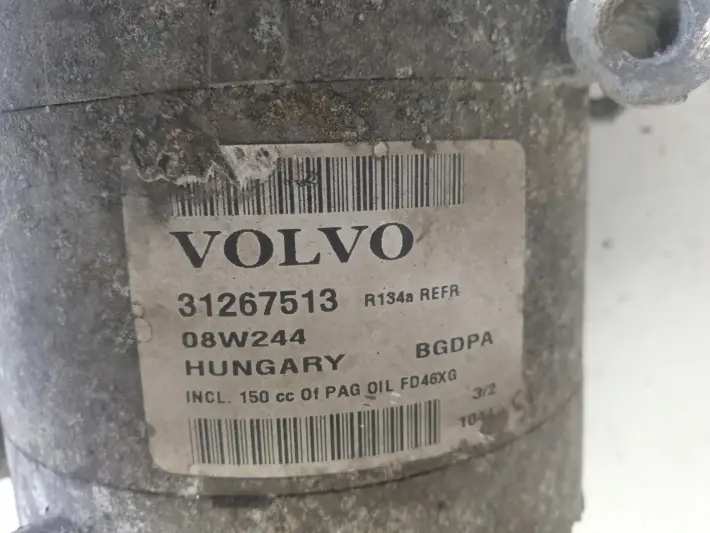 VOLVO
31267513 R134a REFR
08W244
HUNGARY BGDPA
INCL. 150 cc Of PAG OIL FD46XG
3/2